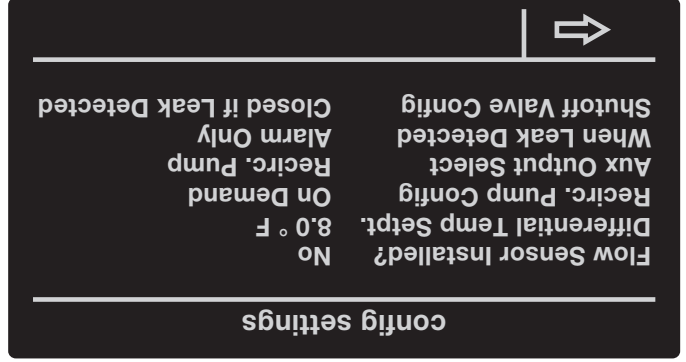 config settings
Flow Sensor Installed? No
Differential Temp Setpt. 8.0 ° F
Recirc. Pump Config On Demand
Aux Output Select Recirc. Pump
When Leak Detected Alarm Only
Shutoff Valve Config Closed if Leak Detected